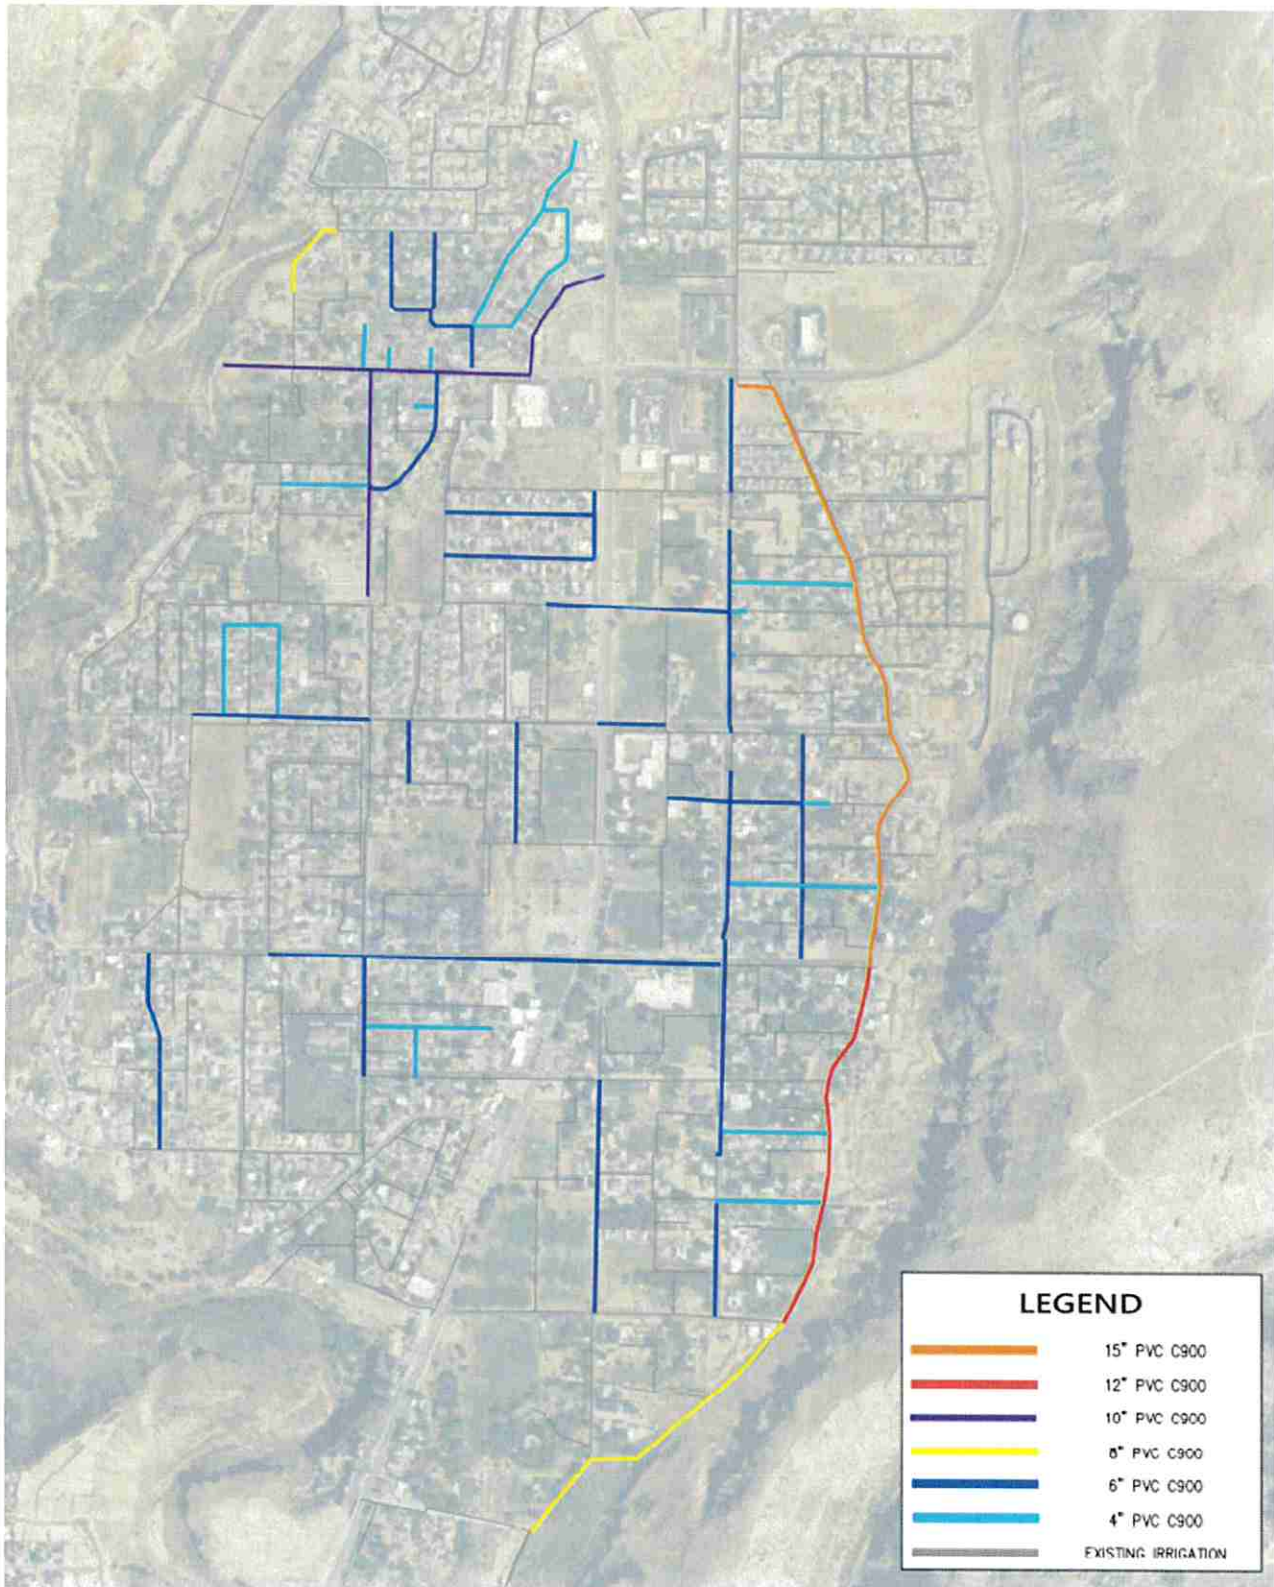 LEGEND
15" PVC C900
12" PVC C900
10" PVC C900
8" PVC C900
6" PVC C900
4" PVC C900
EXISTING IRRIGATION